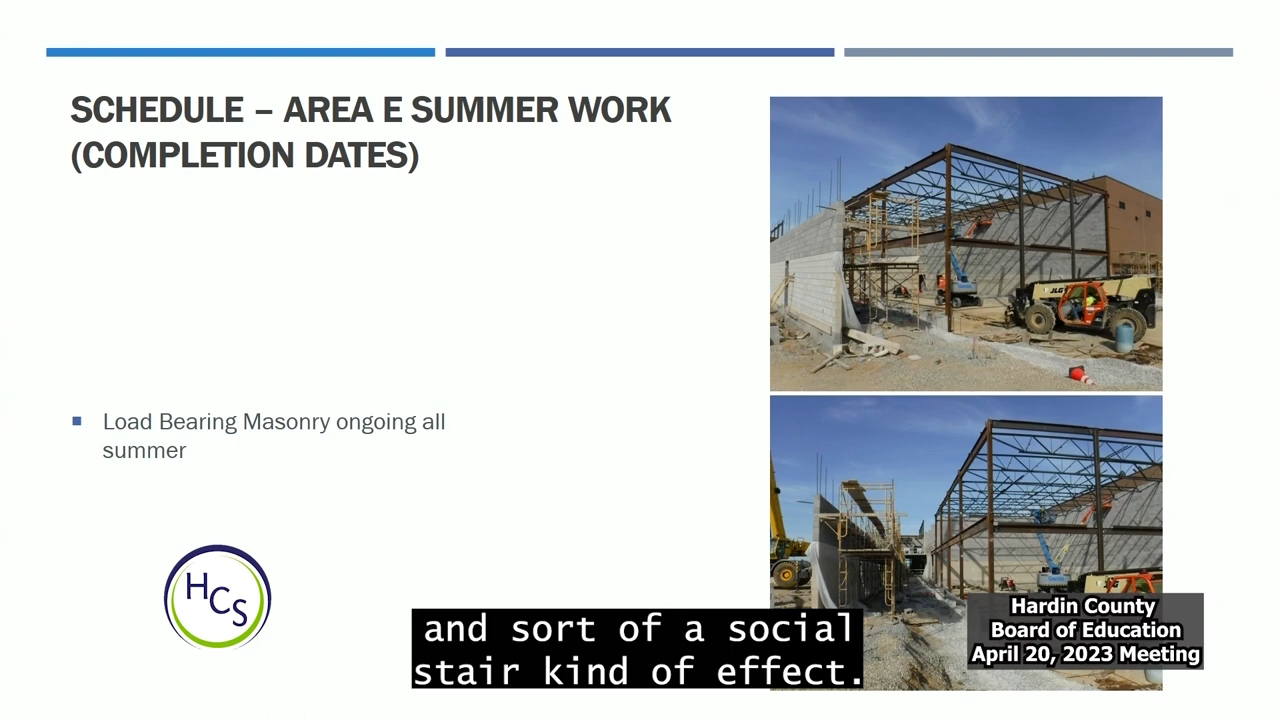 SCHEDULE – AREA E SUMMER WORK
(COMPLETION DATES)
Load Bearing Masonry ongoing all
summer
HCS
JLG
and sort of a social
stair kind of effect.
Hardin County
Board of Education
April 20, 2023 Meeting